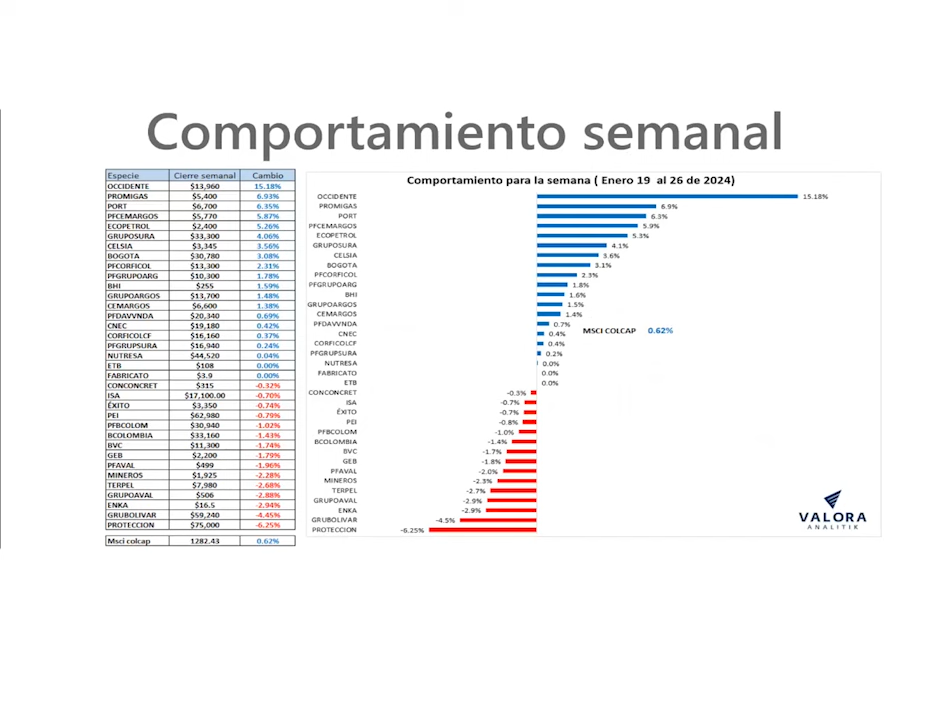 Comportamiento semanal
Especie Cierre semanal Cambio
OCCIDENTE $13,960 15.18%
PROMIGAS $5,400 6.93%
PORT $6,700 6.35%
PFCEMARGOS $5,770 5.87%
ECOPETROL $2,400 5.26%
GRUPOSURA $33,300 4.06%
CELSIA $3,345 3.56%
BOGOTA $30,780 3.08%
PFCORFICOL $13,300 2.31%
PFGRUPOARG $10,300 1.78%
BHI $255 1.59%
GRUPOARGOS $13,700 1.48%
CEMARGOS $6,600 1.38%
PFDAVVNDA $20,340 0.69%
CNEC $19,180 0.42%
CORFICOLCF $16,160 0.37%
PFGRUPSURA $16,940 0.24%
NUTRESA $44,520 0.04%
ETB $108 0.00%
FABRICATO $3.9 0.00%
CONCONCRET $315 -0.32%
ISA $17,100.00 -0.70%
ÉXITO $3,350 -0.74%
PEI $62,980 -0.79%
PFBCOLOM $30,940 -1.02%
BCOLOMBIA $33,160 -1.43%
BVC $11,300 -1.74%
GEB $2,200 -1.79%
PFAVAL $499 -1.96%
MINEROS $1,925 -2.28%
TERPEL $7,980 -2.68%
GRUPOAVAL $506 -2.88%
ENKA $16.5 -2.94%
GRUBOLIVAR $59,240 -4.45%
PROTECCION $75,000 -6.25%
Msci colcap 1282.43 0.62%
Comportamiento para la semana ( Enero 19 al 26 de 2024)
OCCIDENTE 15.18%
PROMIGAS 6.9%
PORT 6.3%
PFCEMARGOS 5.9%
ECOPETROL 5.3%
GRUPOSURA 4.1%
CELSIA 3.6%
BOGOTA 3.1%
PFCORFICOL 2.3%
PFGRUPOARG 1.8%
BHI 1.6%
GRUPOARGOS 1.5%
CEMARGOS 1.4%
PFDAVVNDA 0.7%
CNEC 0.4%
MSCI COLCAP 0.62%
CORFICOLCF 0.4%
PFGRUPSURA 0.2%
NUTRESA 0.0%
FABRICATO 0.0%
ETB 0.0%
CONCONCRET -0.3%
ISA -0.7%
ÉXITO -0.7%
PEI -0.8%
PFBCOLOM -1.0%
BCOLOMBIA -1.4%
BVC -1.7%
GEB -1.8%
PFAVAL -2.0%
MINEROS -2.3%
TERPEL -2.7%
GRUPOAVAL -2.9%
ENKA -2.9%
GRUBOLIVAR -4.5%
PROTECCION -6.25%
VALORA
ANALITIK